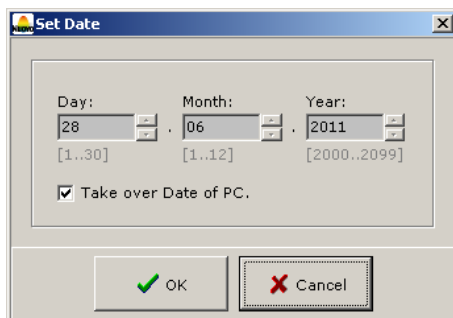 Set Date
Day: Month: Year:
28 . 06 . 2011
[1..30] [1..12] [2000..2099]
Take over Date of PC.
OK Cancel